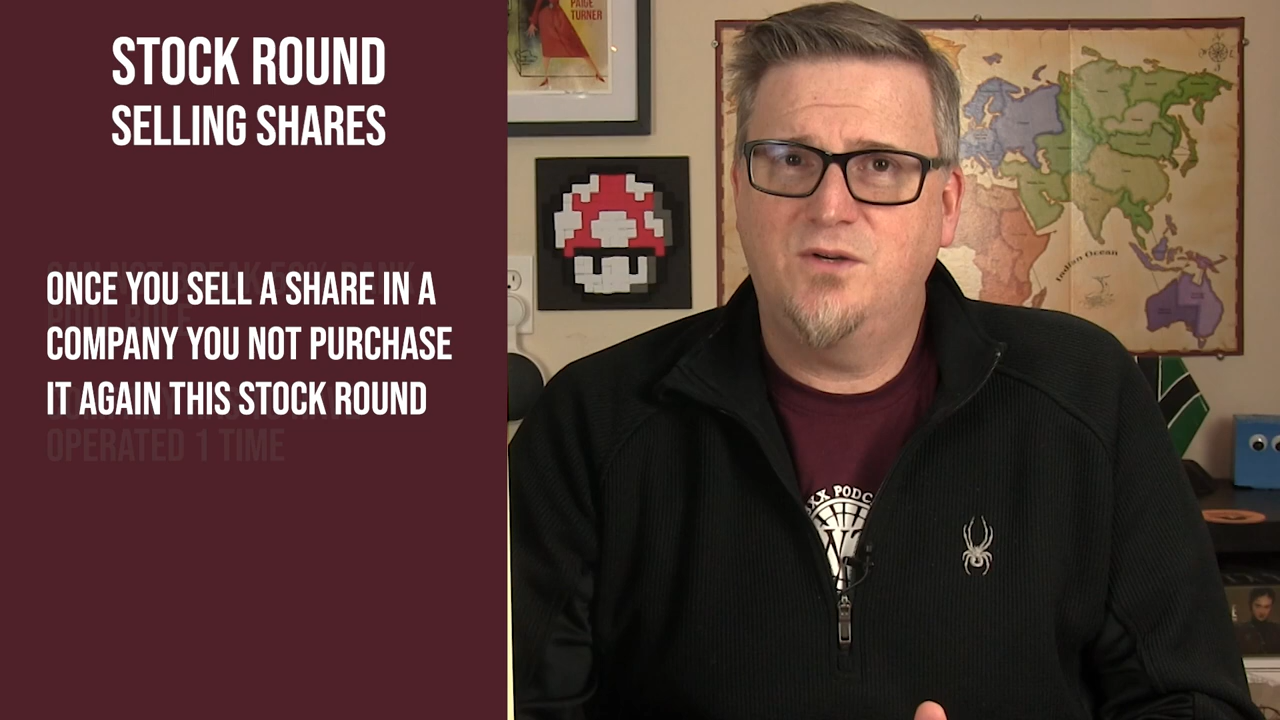 STOCK ROUND
SELLING SHARES
ONCE YOU SELL A SHARE IN A
COMPANY YOU NOT PURCHASE
IT AGAIN THIS STOCK ROUND
OPERATED 1 TIME
PAIGE
TURNER
Indian Ocean